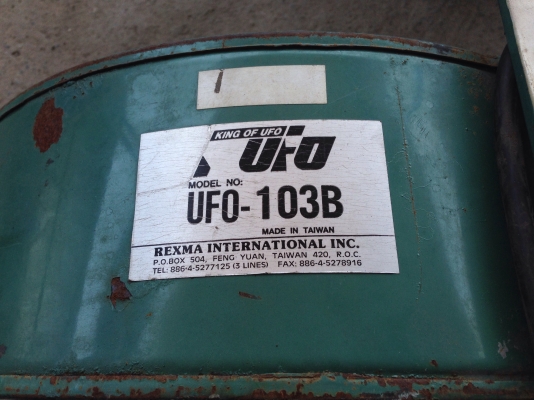 KING OF UFO
UFO
MODEL NO:
UFO-103B
MADE IN TAIWAN
REXMA INTERNATIONAL INC.
P.O.BOX 504, FENG YUAN, TAIWAN 420, R.O.C.
TEL: 886-4-5277125 (3 LINES) FAX: 886-4-5278916